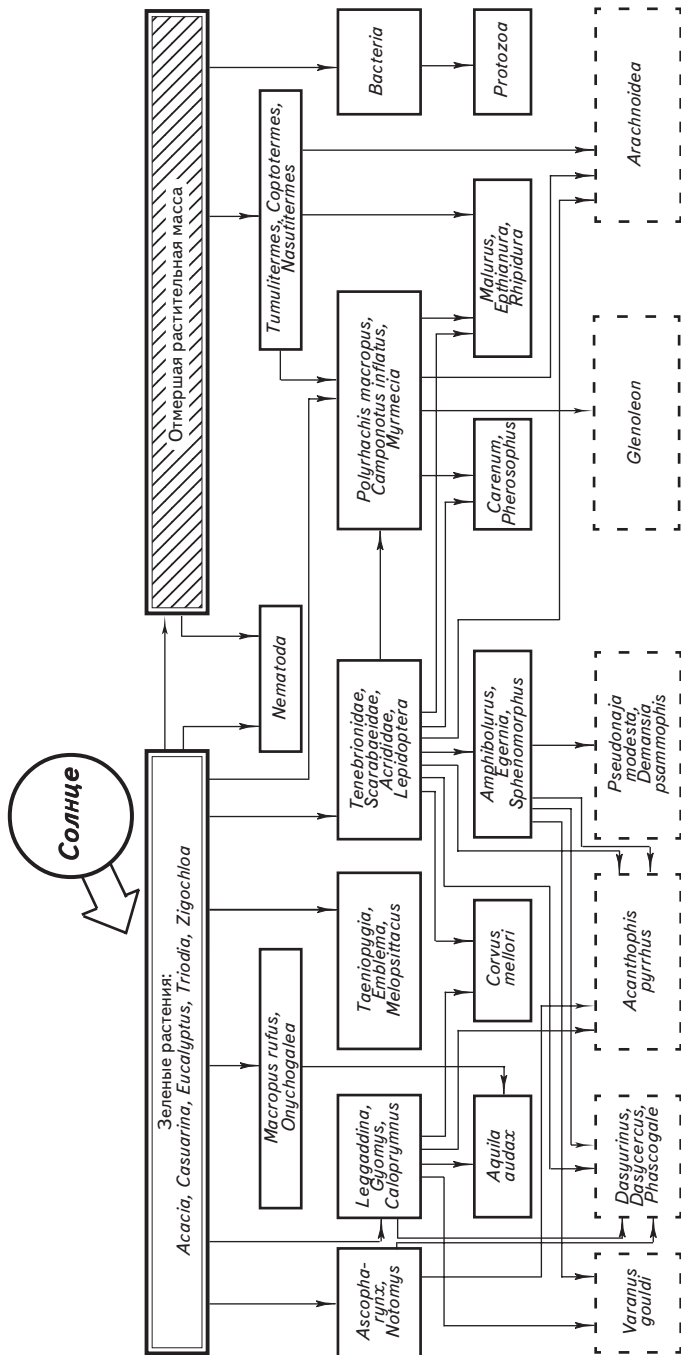 Солнце
Зеленые растения:
Acacia, Casuarina, Eucalyptus, Triodia, Zigochloa
Отмершая растительная масса
Macropus rufus,
Onychogalea
Nematoda
Tumulitermes, Coptotermes,
Nasutitermes
Ascopha-
rynx,
Notomys
Leggaddina,
Gyomys,
Caloprymnus
Taeniopygia,
Emblema,
Melopsittacus
Tenebrionidae,
Scarabaeidae,
Acrididae,
Lepidoptera
Polyrhachis macropus,
Camponotus inflatus,
Myrmecia
Bacteria
Aquila
audax
Corvus
mellori
Amphibolurus,
Egernia,
Sphenomorphus
Carenum,
Pherosophus
Malurus,
Epthianura,
Rhipidura
Protozoa
Varanus
gouldi
Dasyurinus,
Dasycercus,
Phascogale
Acanthophis
pyrrhus
Pseudonaja
modesta,
Demansia
psammophis
Glenoleon
Arachnoidea